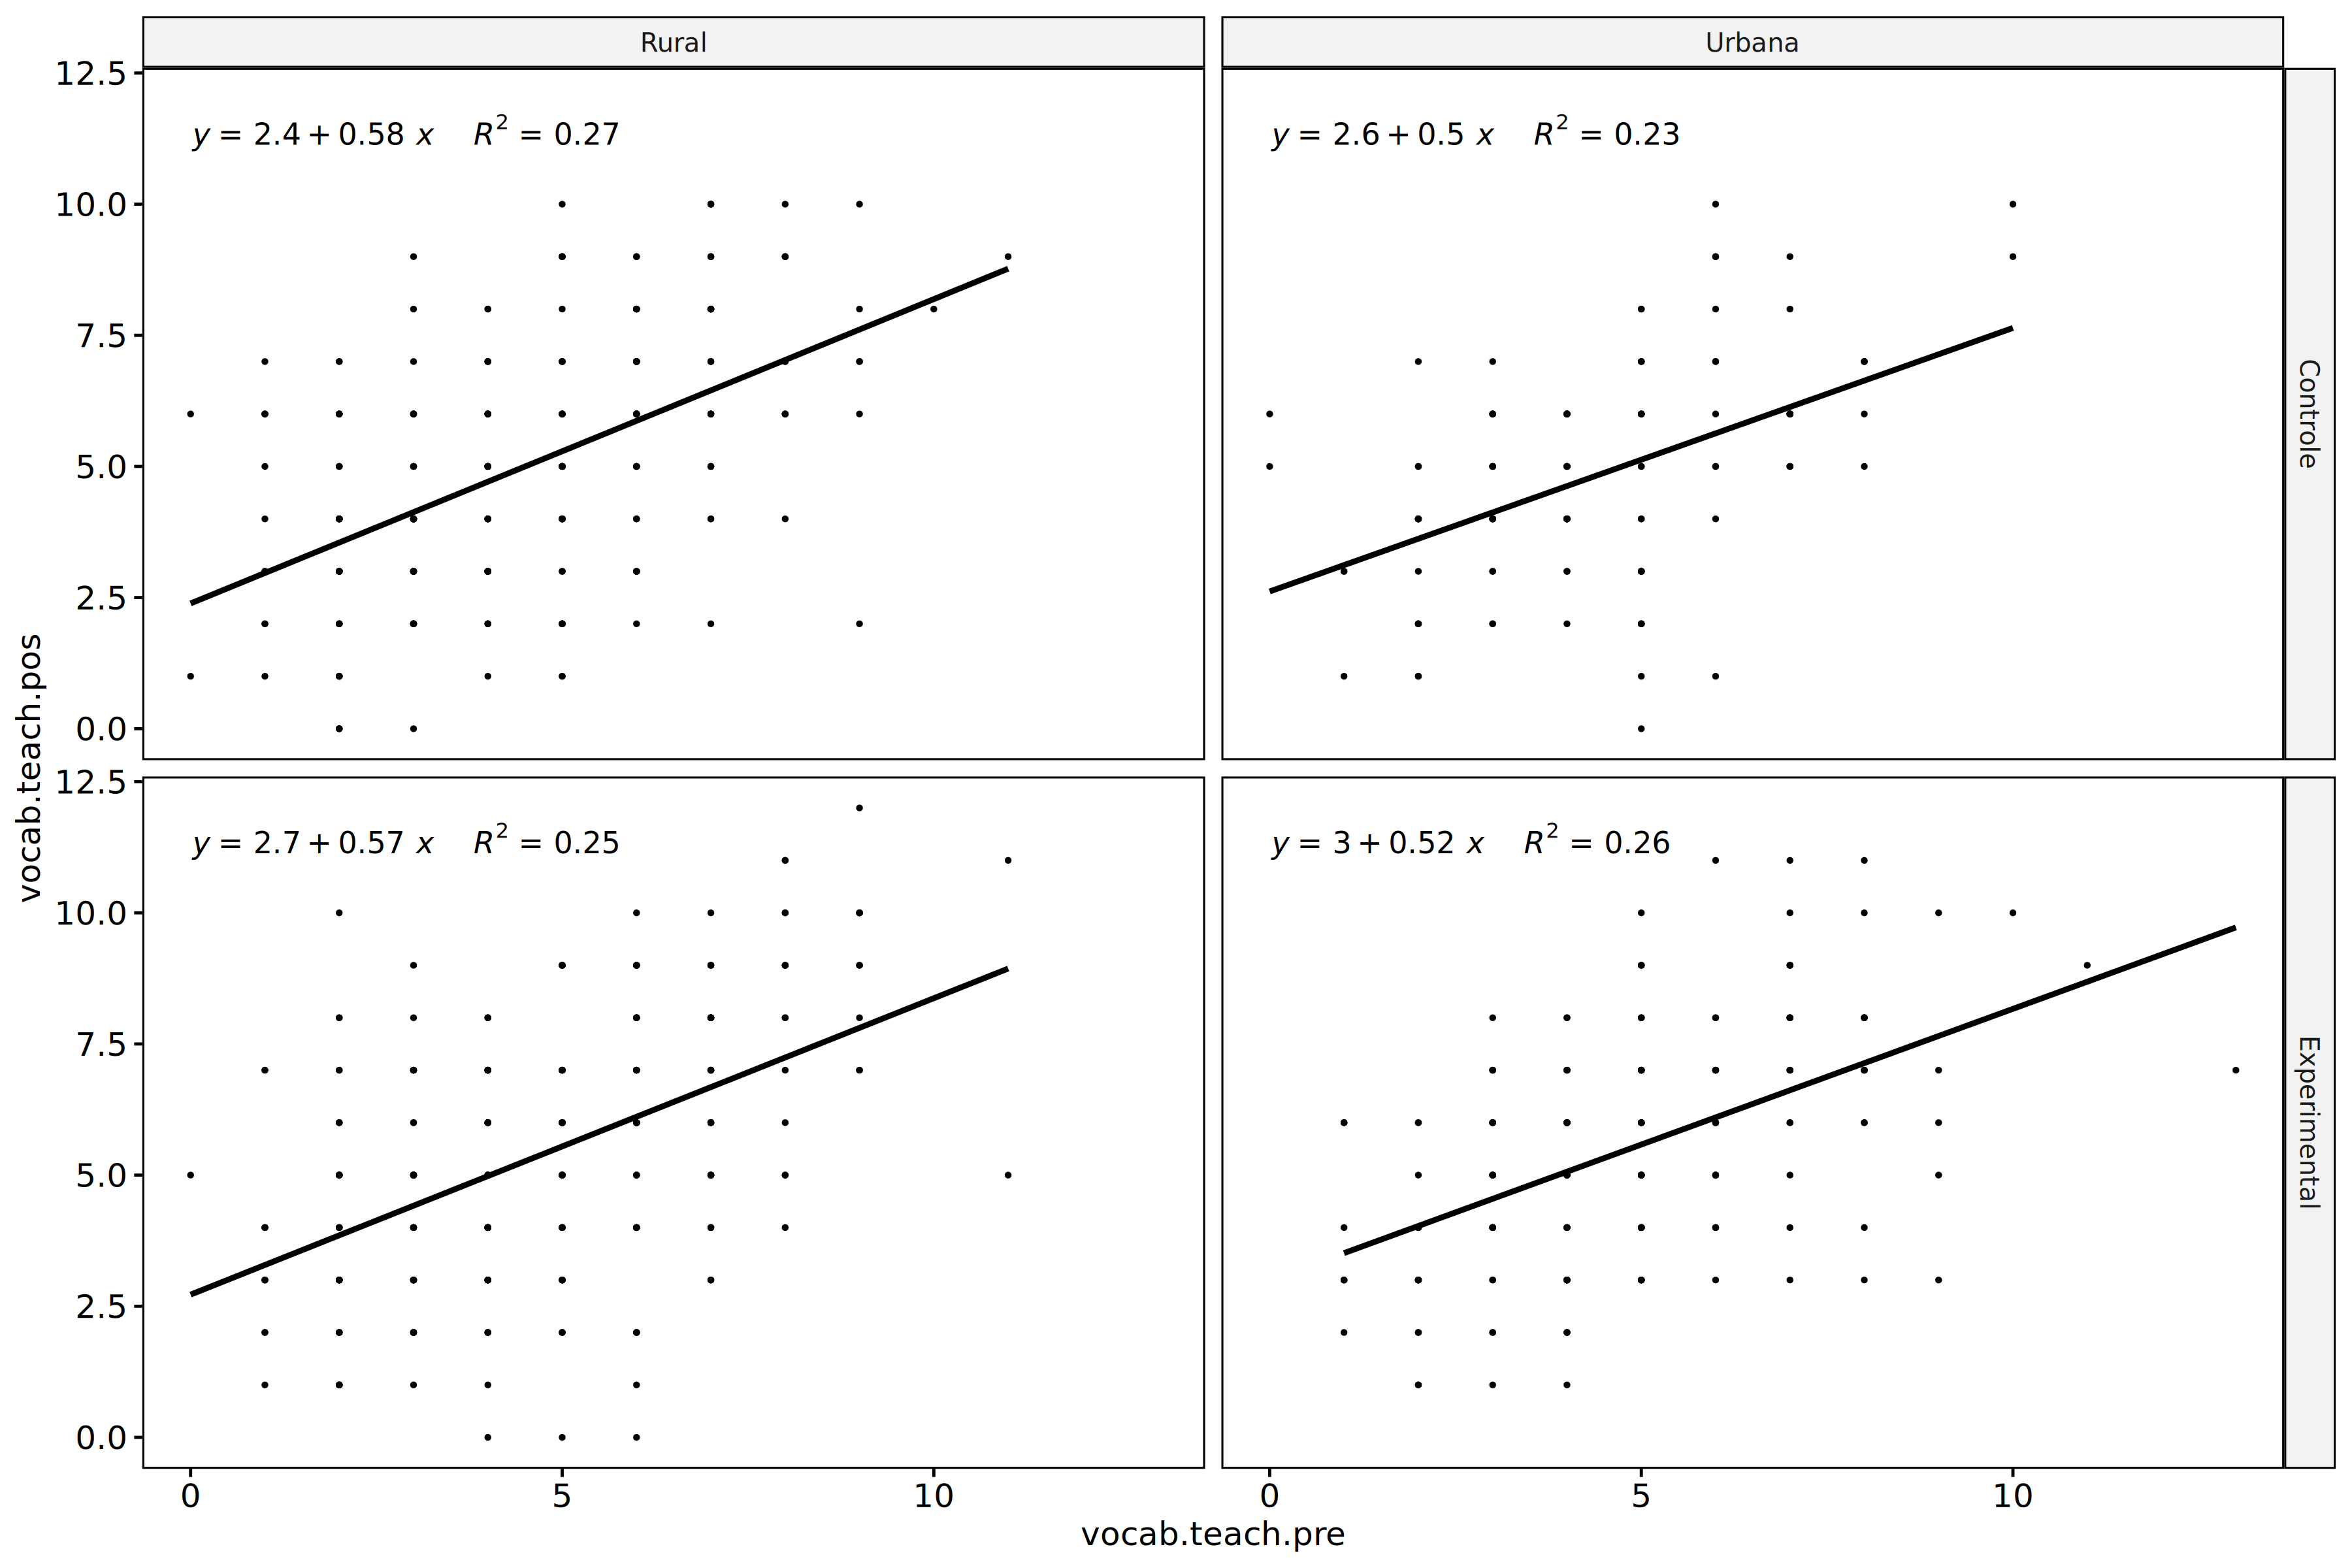 Rural
Urbana
12.5
10.0
7.5
5.0
2.5
0.0
y = 2.4 + 0.58 x R² = 0.27
y = 2.6 + 0.5 x R² = 0.23
Controle
12.5
10.0
7.5
5.0
2.5
0.0
y = 2.7 + 0.57 x R² = 0.25
y = 3 + 0.52 x R² = 0.26
Experimental
vocab.teach.pos
0 5 10
0 5 10
vocab.teach.pre